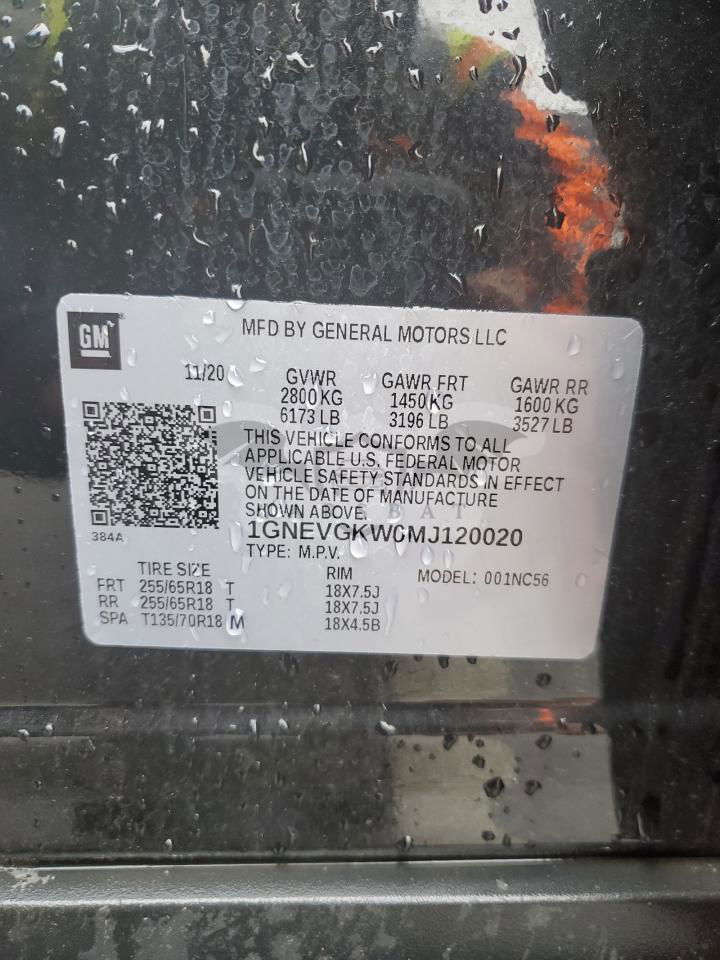 GM
MFD BY GENERAL MOTORS LLC
11/20 GVWR GAWR FRT GAWR RR
2800 KG 1450 KG 1600 KG
6173 LB 3196 LB 3527 LB
THIS VEHICLE CONFORMS TO ALL
APPLICABLE U.S. FEDERAL MOTOR
VEHICLE SAFETY STANDARDS IN EFFECT
ON THE DATE OF MANUFACTURE
SHOWN ABOVE.
1GNEVGKW0MJ120020
384A TYPE: M.P.V.
TIRE SIZE RIM MODEL: 001NC56
FRT 255/65R18 T 18X7.5J
RR 255/65R18 T 18X7.5J
SPA T135/70R18 M 18X4.5B